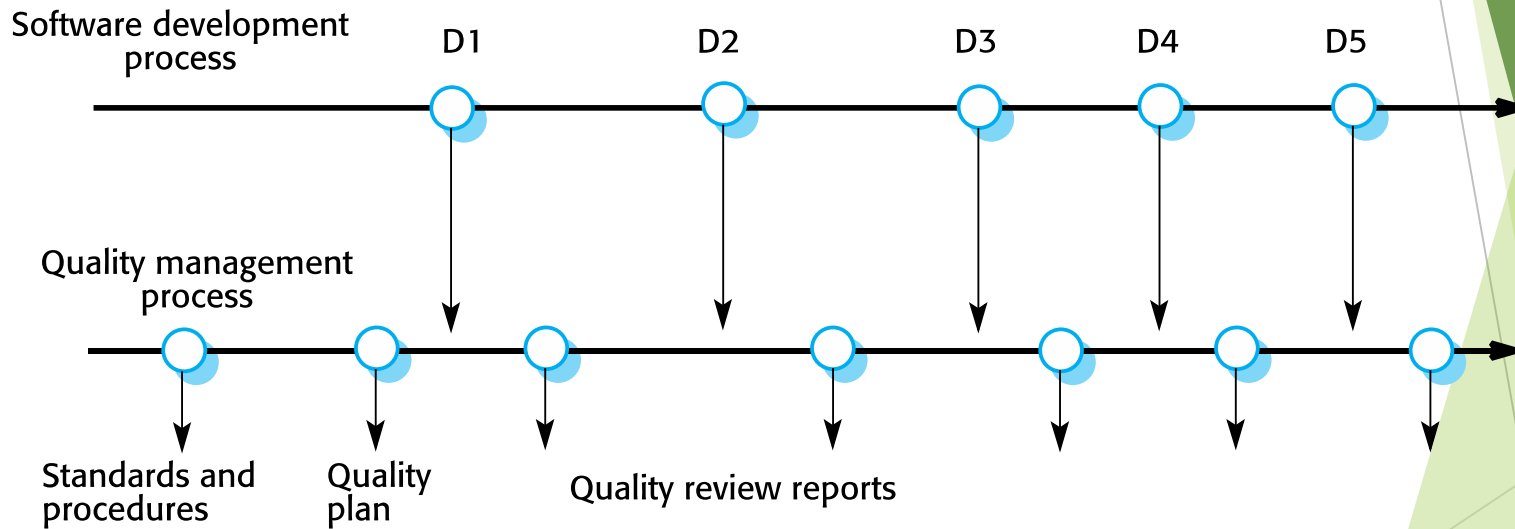 Software development
process
D1
D2
D3
D4
D5
Quality management
process
Standards and
procedures
Quality
plan
Quality review reports